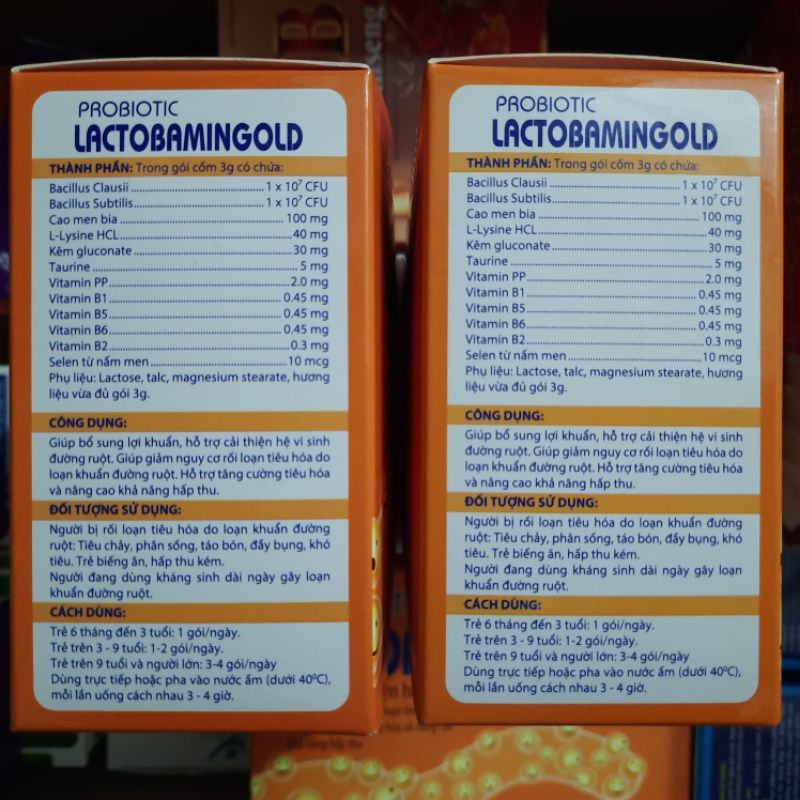 PROBIOTIC
LACTOBAMINGOLD
THÀNH PHẦN: Trong gói cốm 3g có chứa:
Bacillus Clausii 1 x 10⁷ CFU
Bacillus Subtilis 1 x 10⁷ CFU
Cao men bia 100 mg
L-Lysine HCL 40 mg
Kẽm gluconate 30 mg
Taurine 5 mg
Vitamin PP 2.0 mg
Vitamin B1 0.45 mg
Vitamin B5 0.45 mg
Vitamin B6 0.45 mg
Vitamin B2 0.3 mg
Selen từ nấm men 10 mcg
Phụ liệu: Lactose, talc, magnesium stearate, hương
liệu vừa đủ gói 3g.
CÔNG DỤNG:
Giúp bổ sung lợi khuẩn, hỗ trợ cải thiện hệ vi sinh
đường ruột. Giúp giảm nguy cơ rối loạn tiêu hóa do
loạn khuẩn đường ruột. Hỗ trợ tăng cường tiêu hóa
và nâng cao khả năng hấp thu.
ĐỐI TƯỢNG SỬ DỤNG:
Người bị rối loạn tiêu hóa do loạn khuẩn đường
ruột: Tiêu chảy, phân sống, táo bón, đầy bụng, khó
tiêu. Trẻ biếng ăn, hấp thu kém.
Người đang dùng kháng sinh dài ngày gây loạn
khuẩn đường ruột.
CÁCH DÙNG:
Trẻ 6 tháng đến 3 tuổi: 1 gói/ngày.
Trẻ trên 3 - 9 tuổi: 1-2 gói/ngày.
Trẻ trên 9 tuổi và người lớn: 3-4 gói/ngày
Dùng trực tiếp hoặc pha vào nước ấm (dưới 40⁰C),
mỗi lần uống cách nhau 3 - 4 giờ.
PROBIOTIC
LACTOBAMINGOLD
THÀNH PHẦN: Trong gói cốm 3g có chứa:
Bacillus Clausii 1 x 10⁷ CFU
Bacillus Subtilis 1 x 10⁷ CFU
Cao men bia 100 mg
L-Lysine HCL 40 mg
Kẽm gluconate 30 mg
Taurine 5 mg
Vitamin PP 2.0 mg
Vitamin B1 0.45 mg
Vitamin B5 0.45 mg
Vitamin B6 0.45 mg
Vitamin B2 0.3 mg
Selen từ nấm men 10 mcg
Phụ liệu: Lactose, talc, magnesium stearate, hương
liệu vừa đủ gói 3g.
CÔNG DỤNG:
Giúp bổ sung lợi khuẩn, hỗ trợ cải thiện hệ vi sinh
đường ruột. Giúp giảm nguy cơ rối loạn tiêu hóa do
loạn khuẩn đường ruột. Hỗ trợ tăng cường tiêu hóa
và nâng cao khả năng hấp thu.
ĐỐI TƯỢNG SỬ DỤNG:
Người bị rối loạn tiêu hóa do loạn khuẩn đường
ruột: Tiêu chảy, phân sống, táo bón, đầy bụng, khó
tiêu. Trẻ biếng ăn, hấp thu kém.
Người đang dùng kháng sinh dài ngày gây loạn
khuẩn đường ruột.
CÁCH DÙNG:
Trẻ 6 tháng đến 3 tuổi: 1 gói/ngày.
Trẻ trên 3 - 9 tuổi: 1-2 gói/ngày.
Trẻ trên 9 tuổi và người lớn: 3-4 gói/ngày
Dùng trực tiếp hoặc pha vào nước ấm (dưới 40⁰C),
mỗi lần uống cách nhau 3 - 4 giờ.